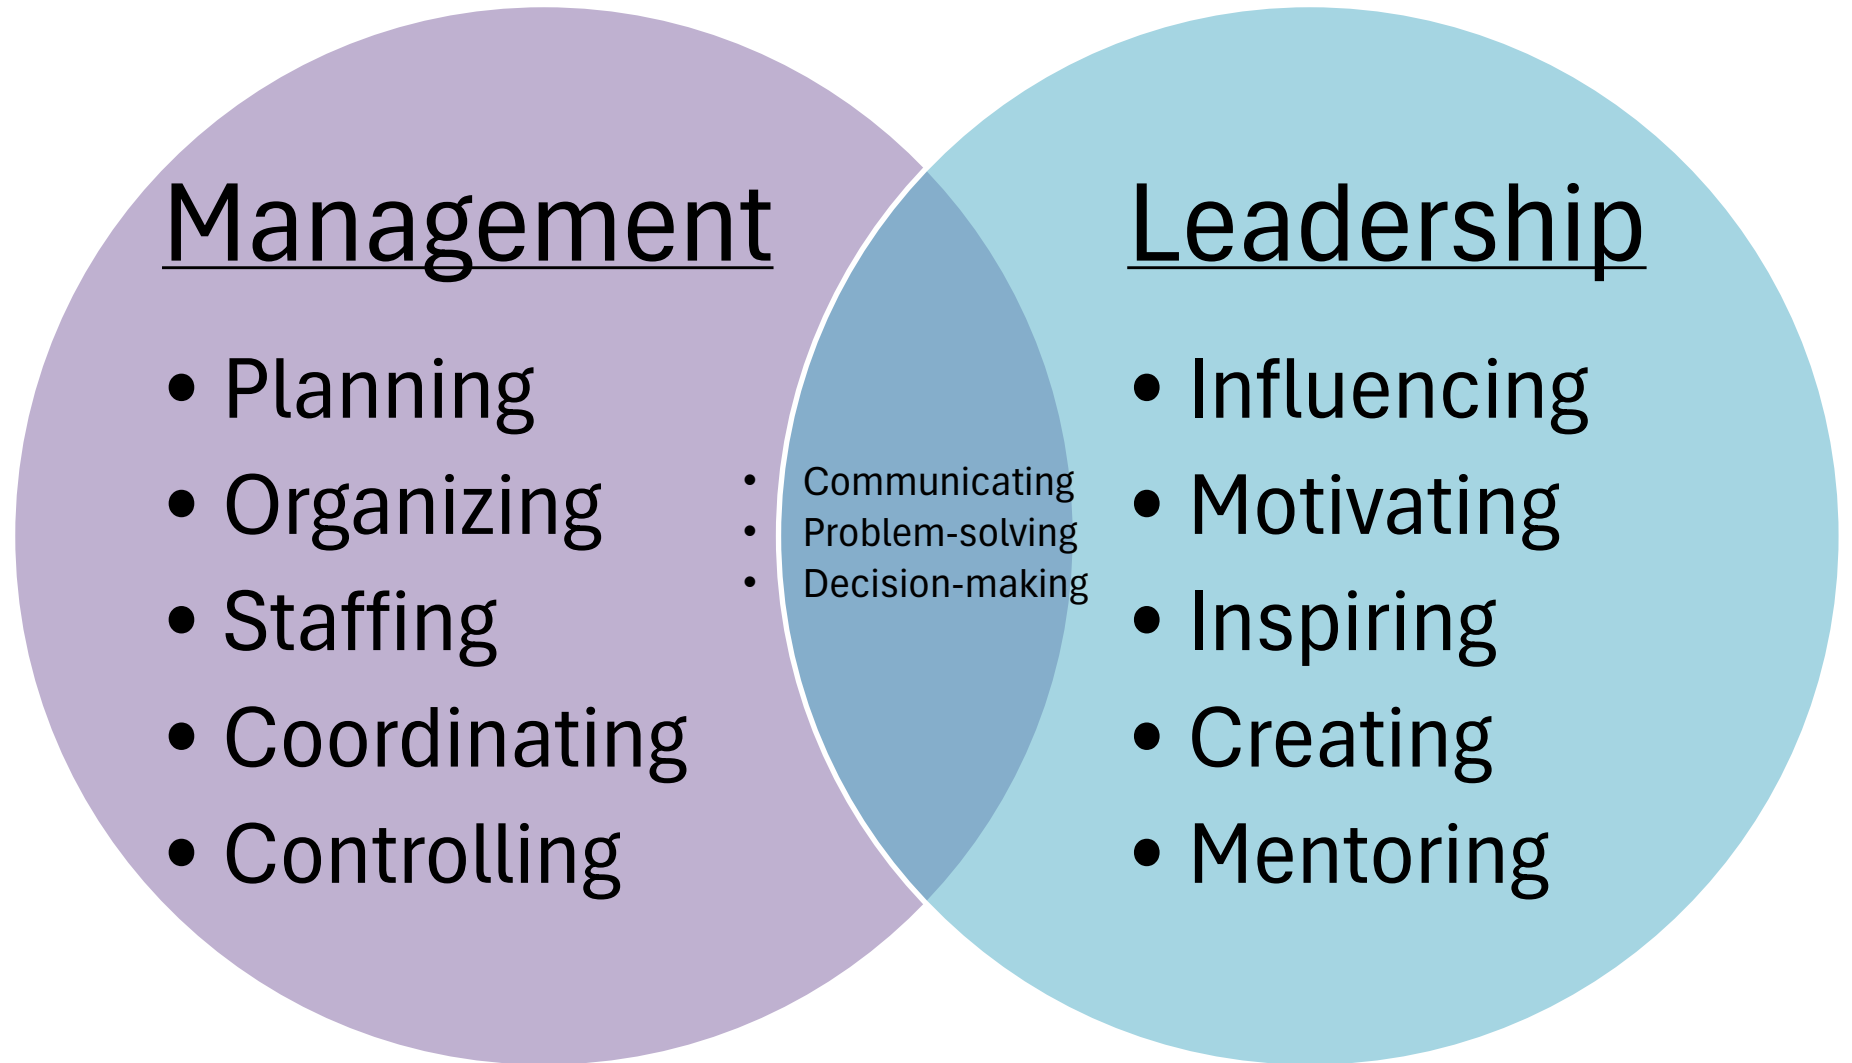 Management
• Planning
• Organizing
• Staffing
• Coordinating
• Controlling
• Communicating
• Problem-solving
• Decision-making
Leadership
• Influencing
• Motivating
• Inspiring
• Creating
• Mentoring